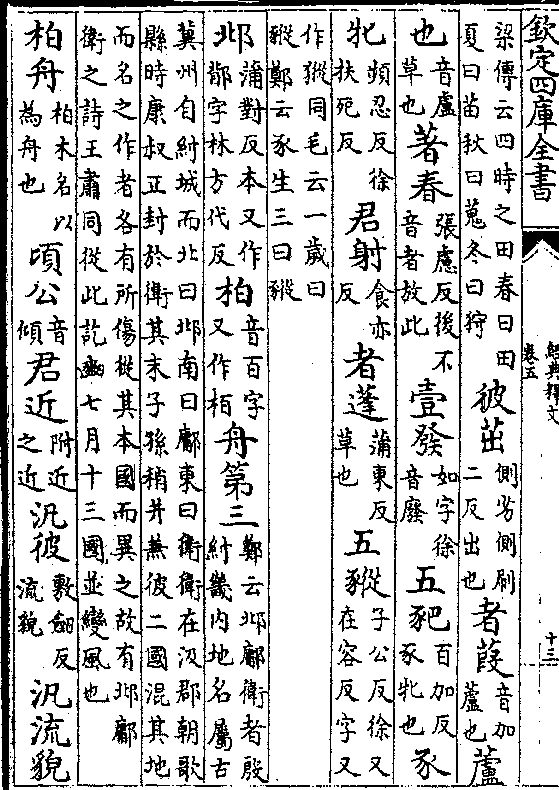 欽定四庫全書
經典釋文
卷五
十三
梁傳云四時之田春曰田夏曰苗秋曰蒐冬曰狩彼茁側劣側刷二反出也者葭音加蘆也蘆
也音盧草也著春張慮反後不音者放此壹發如字徐音廢五豝百加反豕牝也豕
牝頻忍反徐扶死反君射食亦反者蓬蒲東反草也五豵子公反徐又在容反字又
作豵同毛云一歲曰豵鄭云豕生三曰豵
邶蒲對反本又作鄁字林方代反柏音百字又作栢舟第三鄭云邶鄘衛者殷紂畿內地名屬古
冀州自紂城而北曰邶南曰鄘東曰衛衛在汲郡朝歌縣時康叔正封於衛其末子孫稍并兼彼二國混其地
而名之作者各有所傷從其本國而異之故有邶鄘衛之詩王肅同從此訖豳七月十三國並變風也
柏舟柏木名以為舟也頃公音傾君近附近之近汎彼敷劒反流貌汎流貌